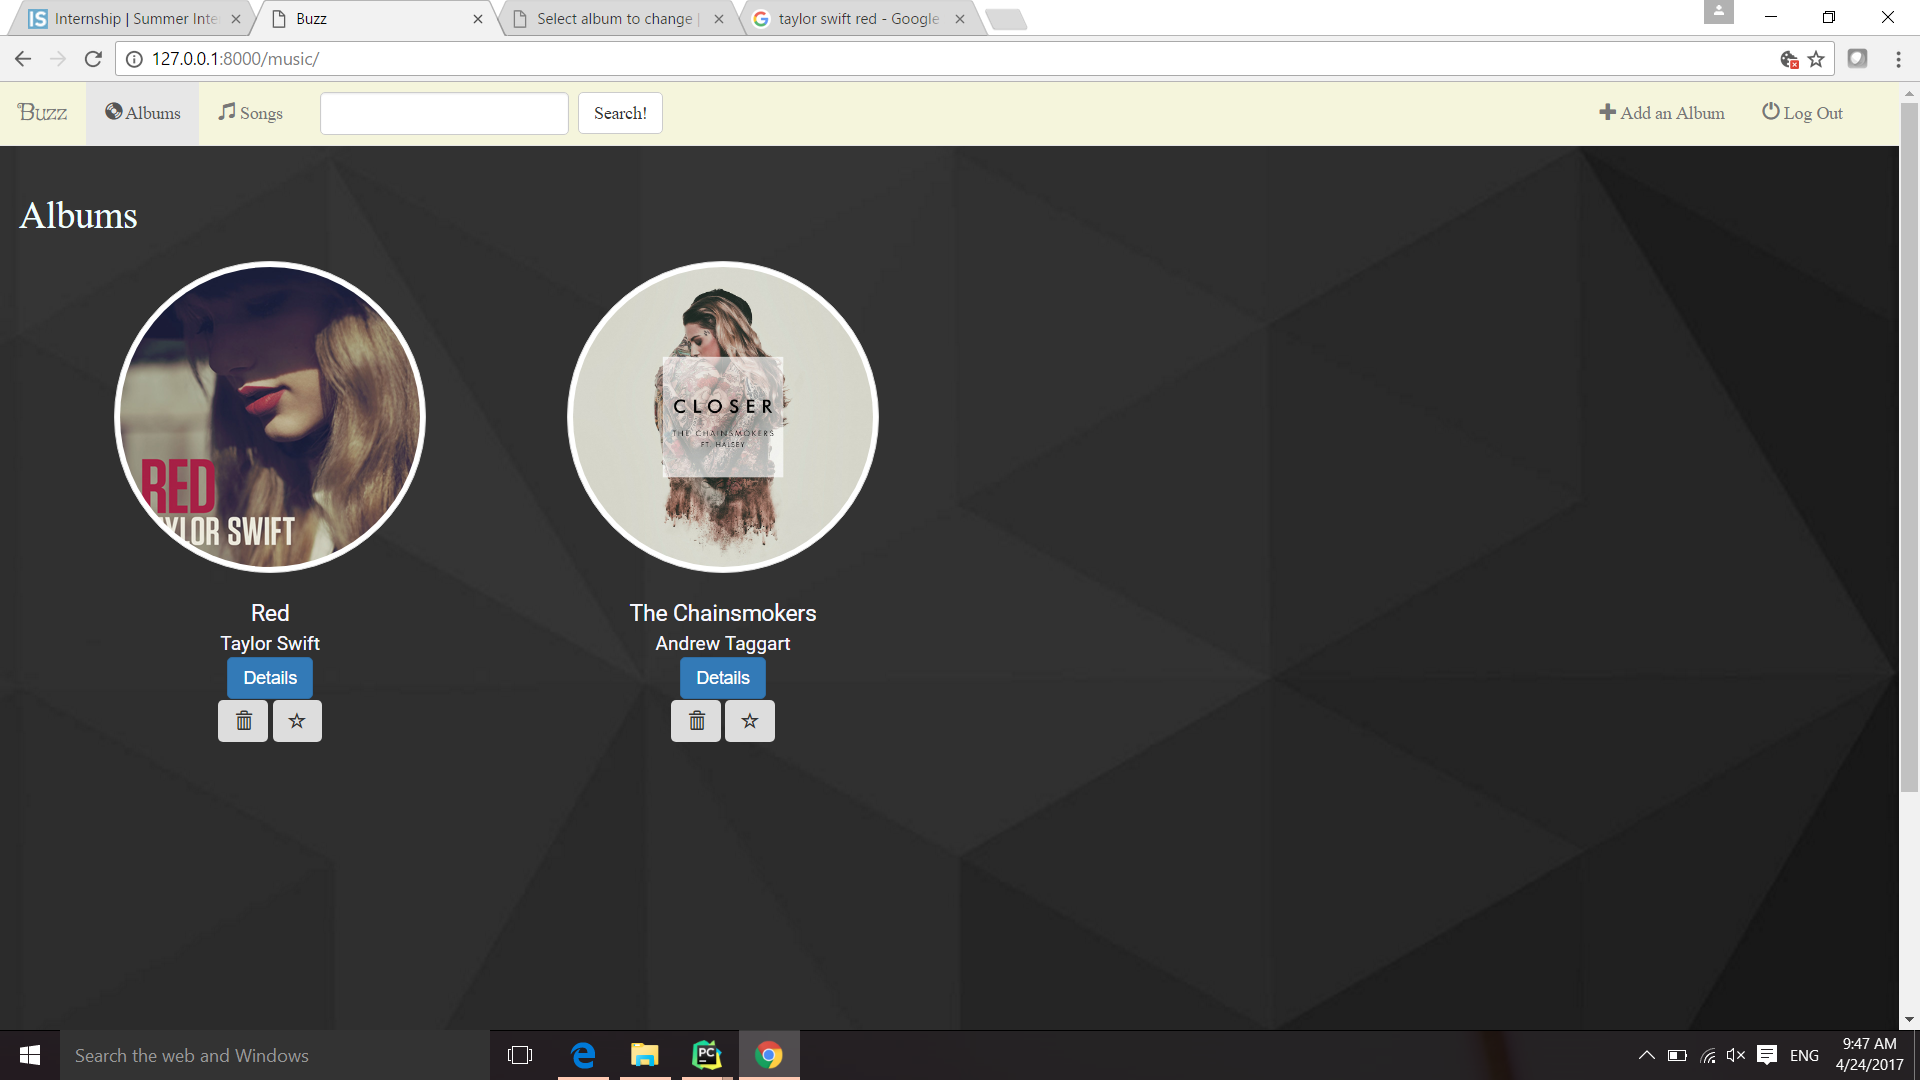 Internship | Summer Inte
Buzz
Select album to change |
taylor swift red - Google
127.0.0.1:8000/music/
Buzz
Albums
Songs
Search!
Add an Album
Log Out
Albums
RED
YLOR SWIFT
CLOSER
THE CHAINSMOKERS
FT. HALSEY
Red
The Chainsmokers
Taylor Swift
Andrew Taggart
Details
Details
Search the web and Windows
PC
ENG
9:47 AM
4/24/2017